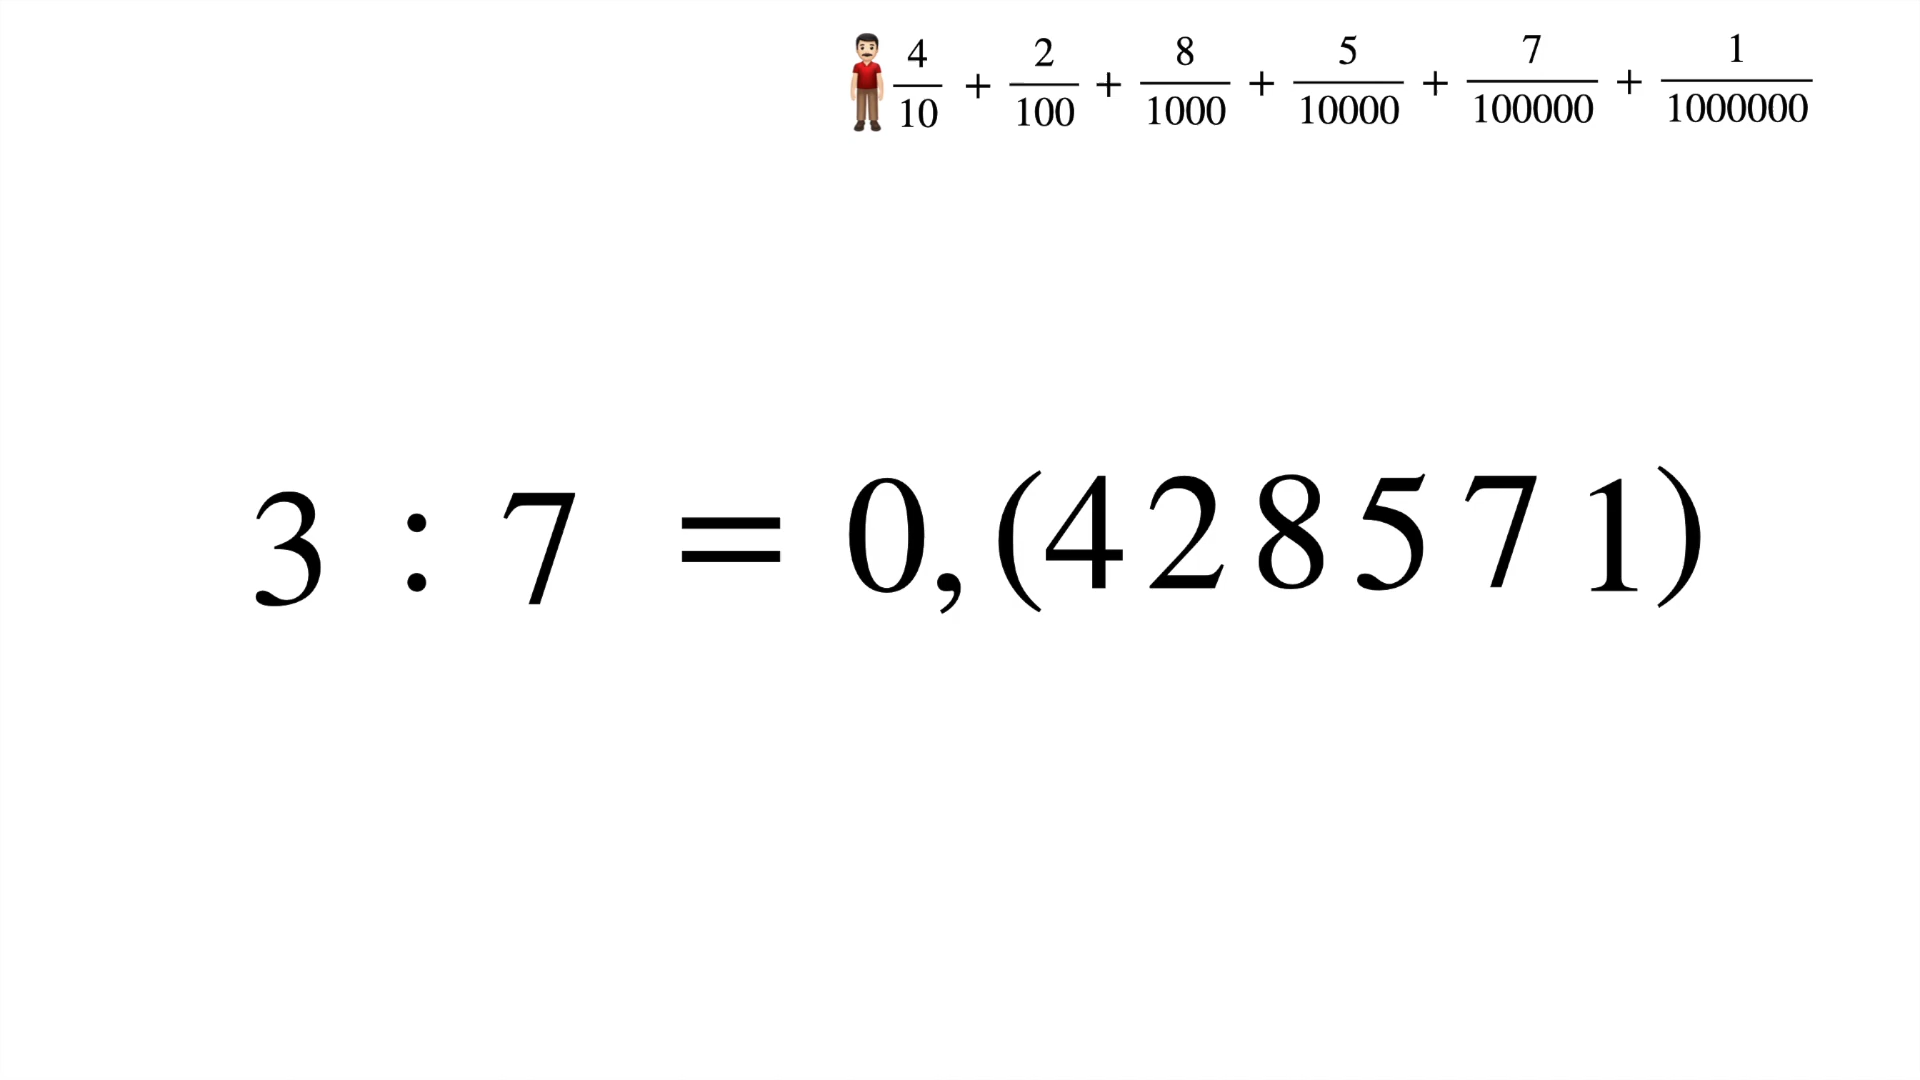 4/10 + 2/100 + 8/1000 + 5/10000 + 7/100000 + 1/1000000
3 : 7 = 0,(428571)